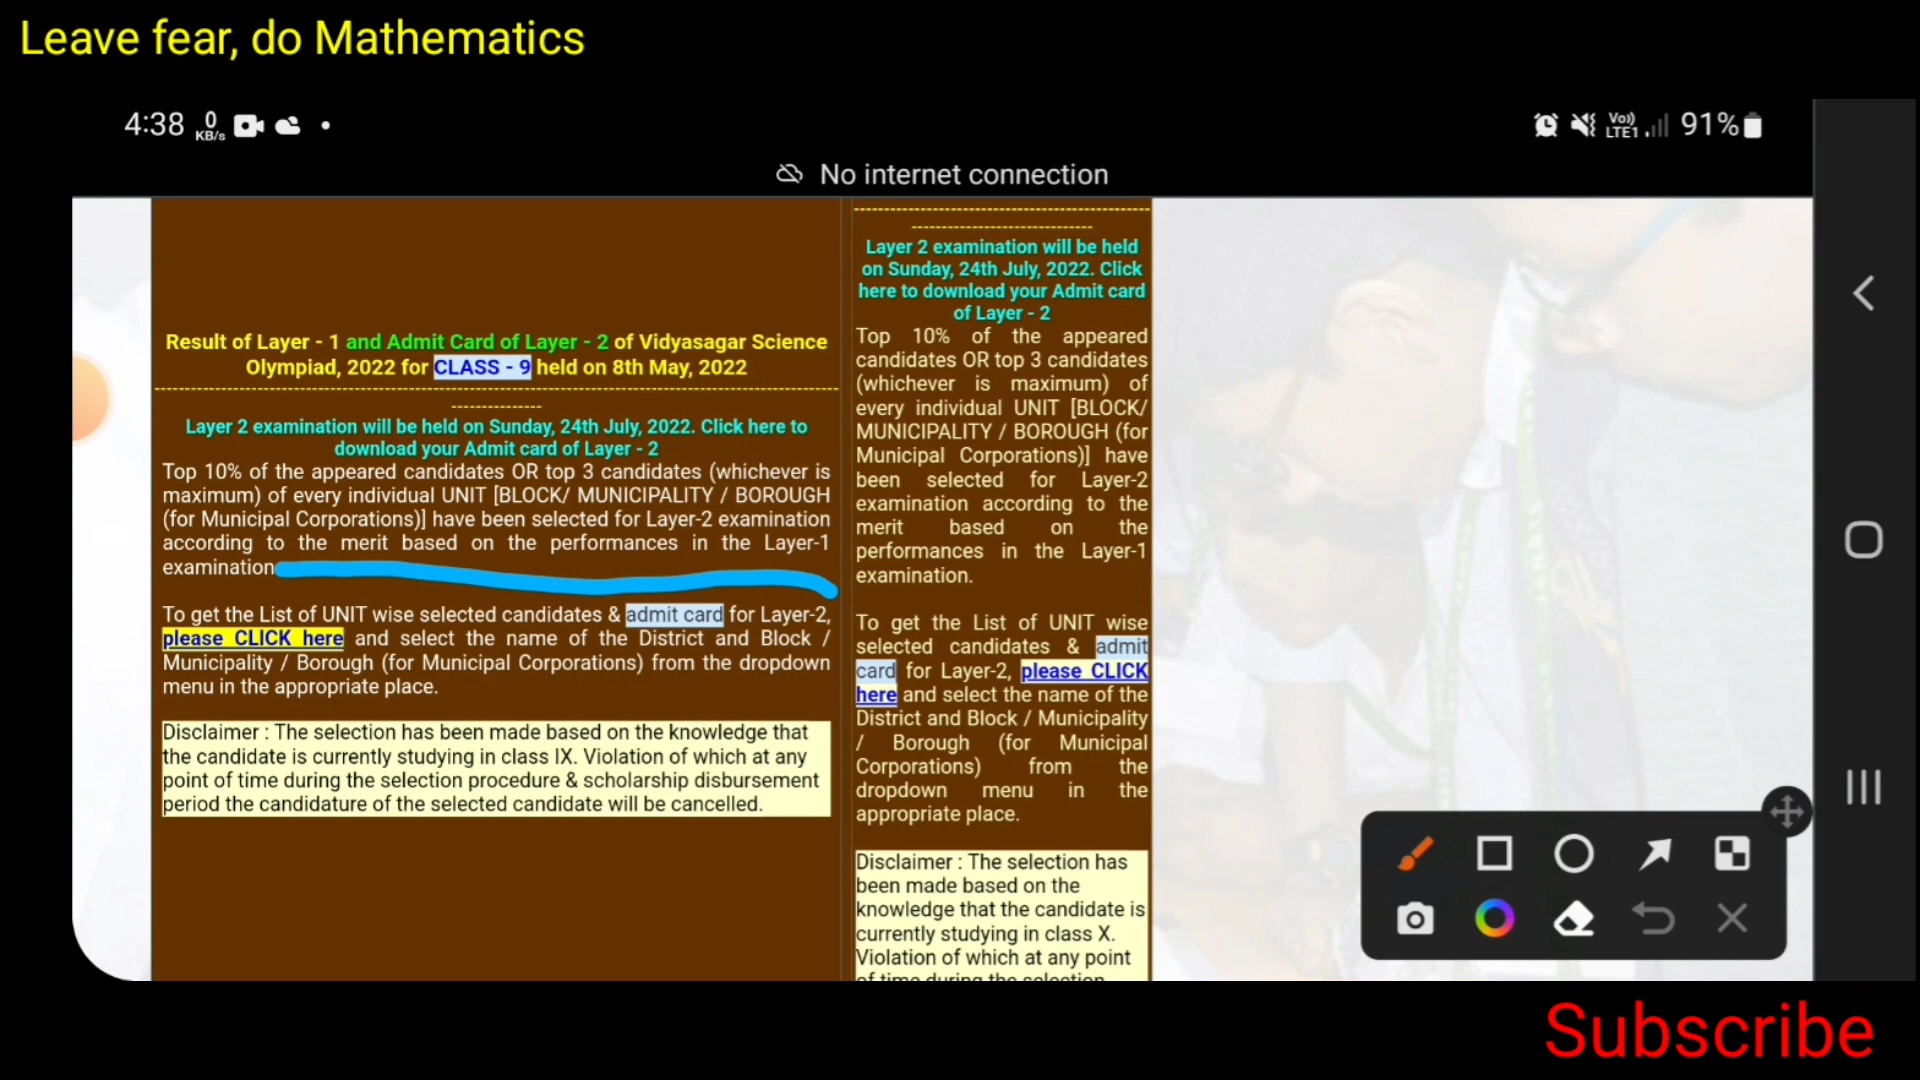 Leave fear, do Mathematics
4:38 0 KB/s
Vo)) LTE1 91%
No internet connection
Result of Layer - 1 and Admit Card of Layer - 2 of Vidyasagar Science
Olympiad, 2022 for CLASS - 9 held on 8th May, 2022
--------------------------------------------------------------------------------
---------------
Layer 2 examination will be held on Sunday, 24th July, 2022. Click here to
download your Admit card of Layer - 2
Top 10% of the appeared candidates OR top 3 candidates (whichever is
maximum) of every individual UNIT [BLOCK/ MUNICIPALITY / BOROUGH
(for Municipal Corporations)] have been selected for Layer-2 examination
according to the merit based on the performances in the Layer-1
examination
To get the List of UNIT wise selected candidates & admit card for Layer-2,
please CLICK here and select the name of the District and Block /
Municipality / Borough (for Municipal Corporations) from the dropdown
menu in the appropriate place.
Disclaimer : The selection has been made based on the knowledge that
the candidate is currently studying in class IX. Violation of which at any
point of time during the selection procedure & scholarship disbursement
period the candidature of the selected candidate will be cancelled.
Layer 2 examination will be held
on Sunday, 24th July, 2022. Click
here to download your Admit card
of Layer - 2
Top 10% of the appeared
candidates OR top 3 candidates
(whichever is maximum) of
every individual UNIT [BLOCK/
MUNICIPALITY / BOROUGH (for
Municipal Corporations)] have
been selected for Layer-2
examination according to the
merit based on the
performances in the Layer-1
examination.
To get the List of UNIT wise
selected candidates & admit
card for Layer-2, please CLICK
here and select the name of the
District and Block / Municipality
/ Borough (for Municipal
Corporations) from the
dropdown menu in the
appropriate place.
Disclaimer : The selection has
been made based on the
knowledge that the candidate is
currently studying in class X.
Violation of which at any point
of time during the selection
Subscribe